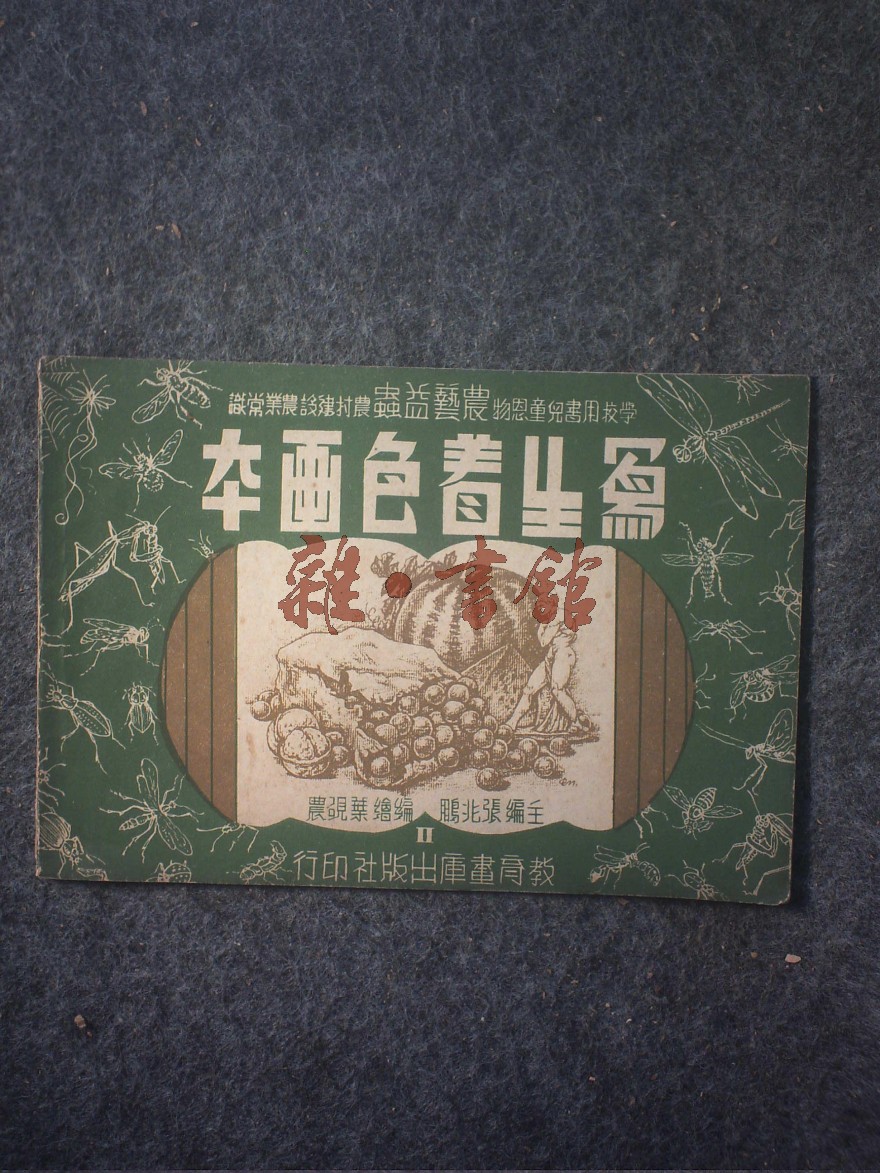 學校用書兒童恩物 農藝益蟲 農村建設農業常識
寫生着色画本
雜·書館
主編張北鵬 編繪葉硯農
II
教育畫庫出版社印行